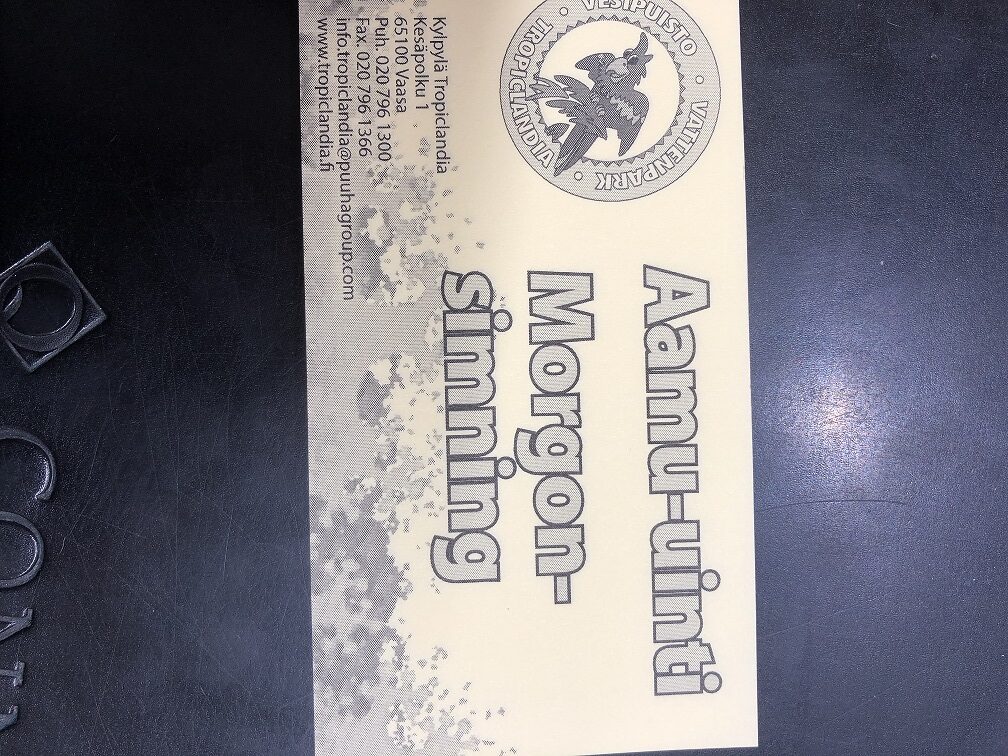 VESIPUISTO · VATTENPARK · TROPICLANDIA ·
Aamu-uinti
Morgon-
simning
Kylpylä Tropiclandia
Kesäpolku 1
65100 Vaasa
Puh. 020 796 1300
Fax. 020 796 1366
info.tropiclandia@puuhagroup.com
www.tropiclandia.fi